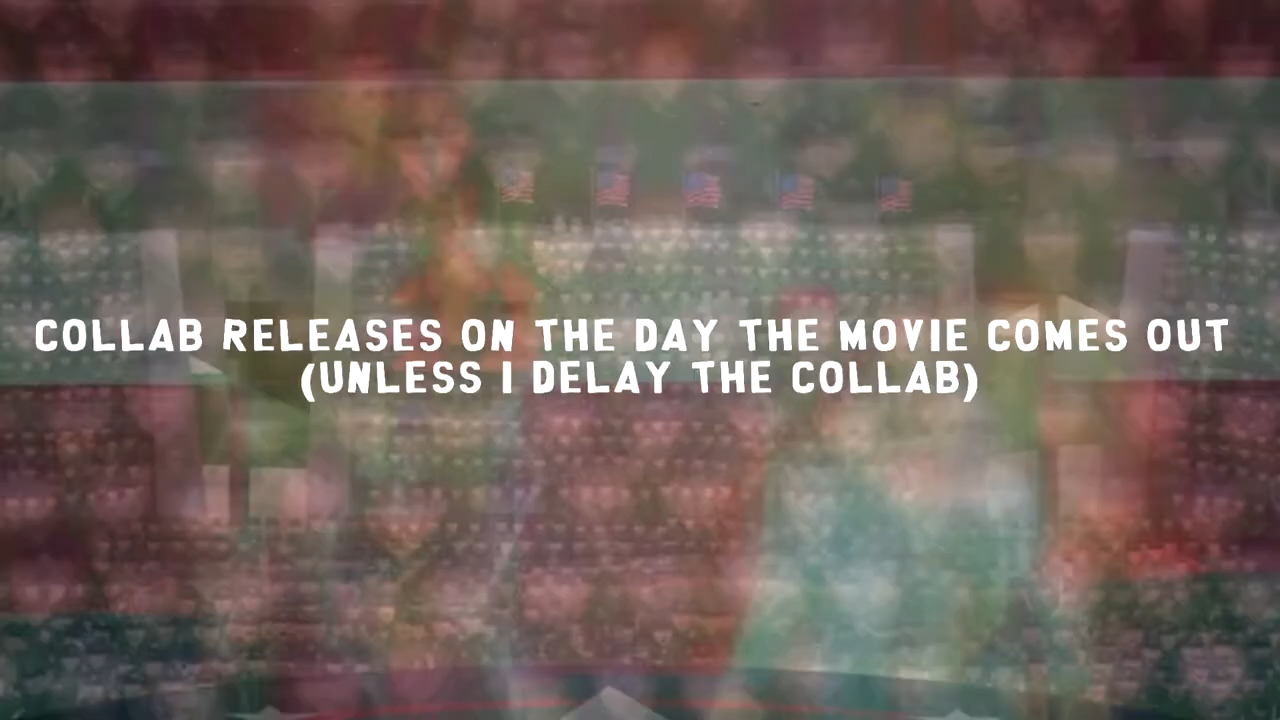 COLLAB RELEASES ON THE DAY THE MOVIE COMES OUT
(UNLESS I DELAY THE COLLAB)